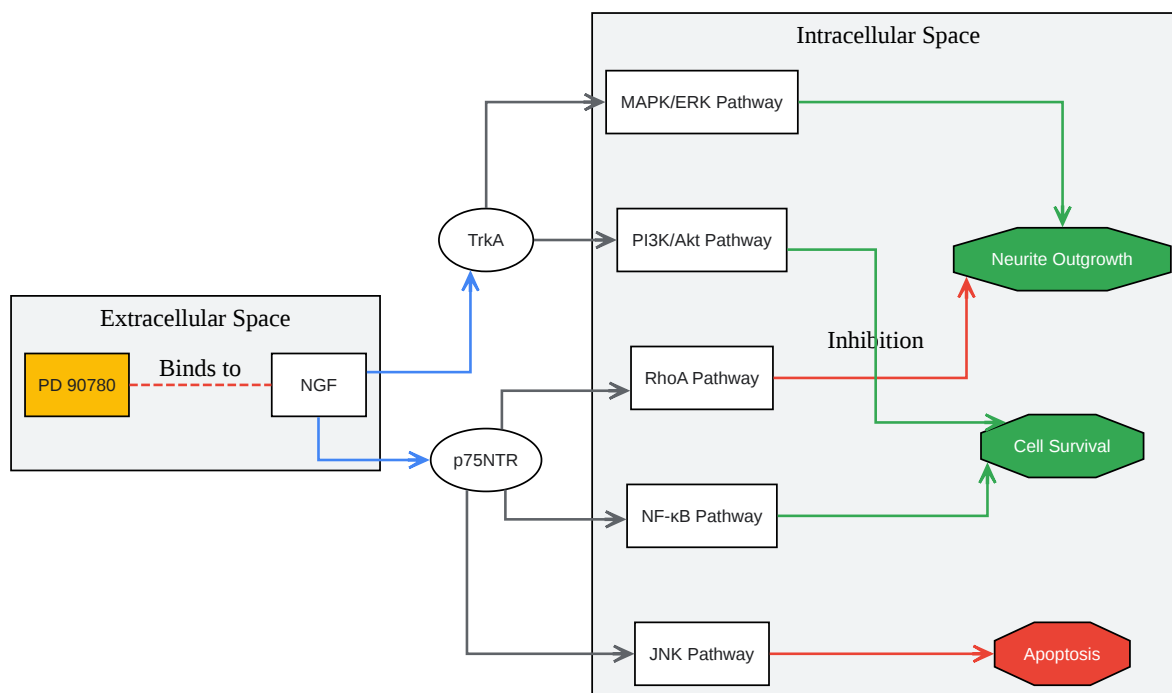 Intracellular Space
MAPK/ERK Pathway
TrkA
PI3K/Akt Pathway
Neurite Outgrowth
Extracellular Space
Inhibition
PD 90780
Binds to
NGF
RhoA Pathway
p75NTR
Cell Survival
NF-κB Pathway
JNK Pathway
Apoptosis